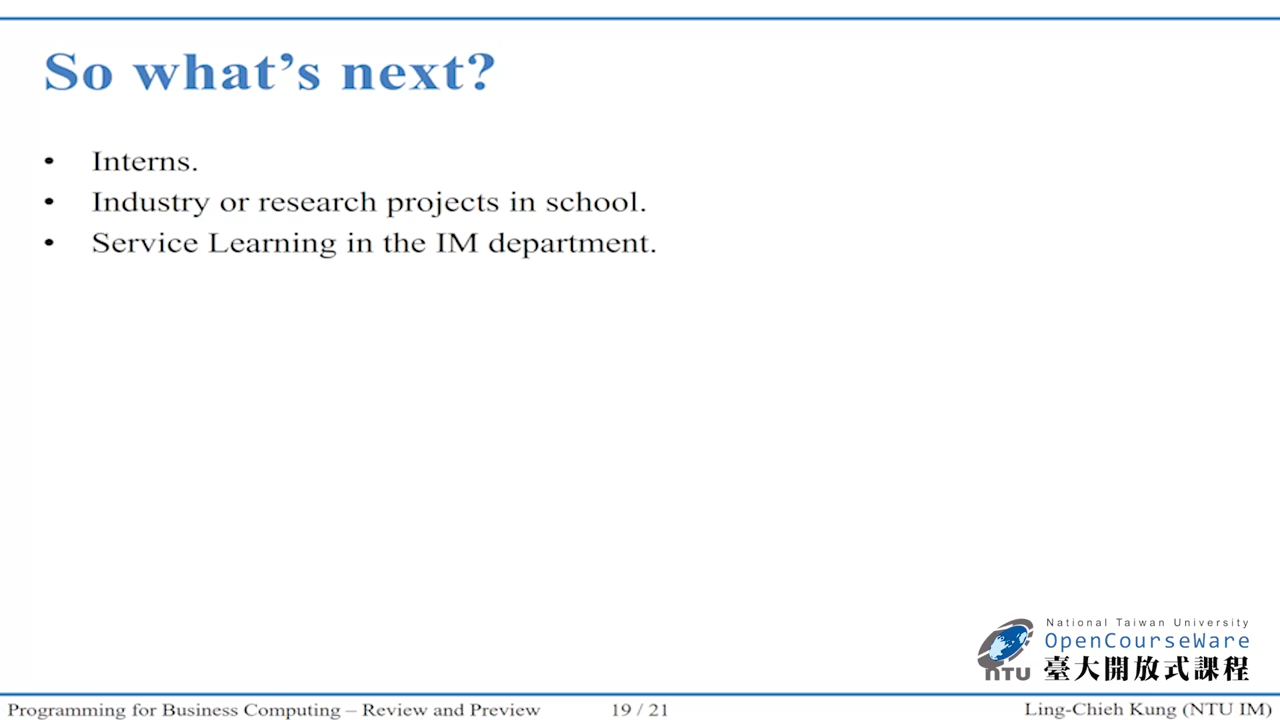 So what’s next?
• Interns.
• Industry or research projects in school.
• Service Learning in the IM department.
National Taiwan University
OpenCourseWare
臺大開放式課程
NTU
Programming for Business Computing – Review and Preview
19 / 21
Ling-Chieh Kung (NTU IM)